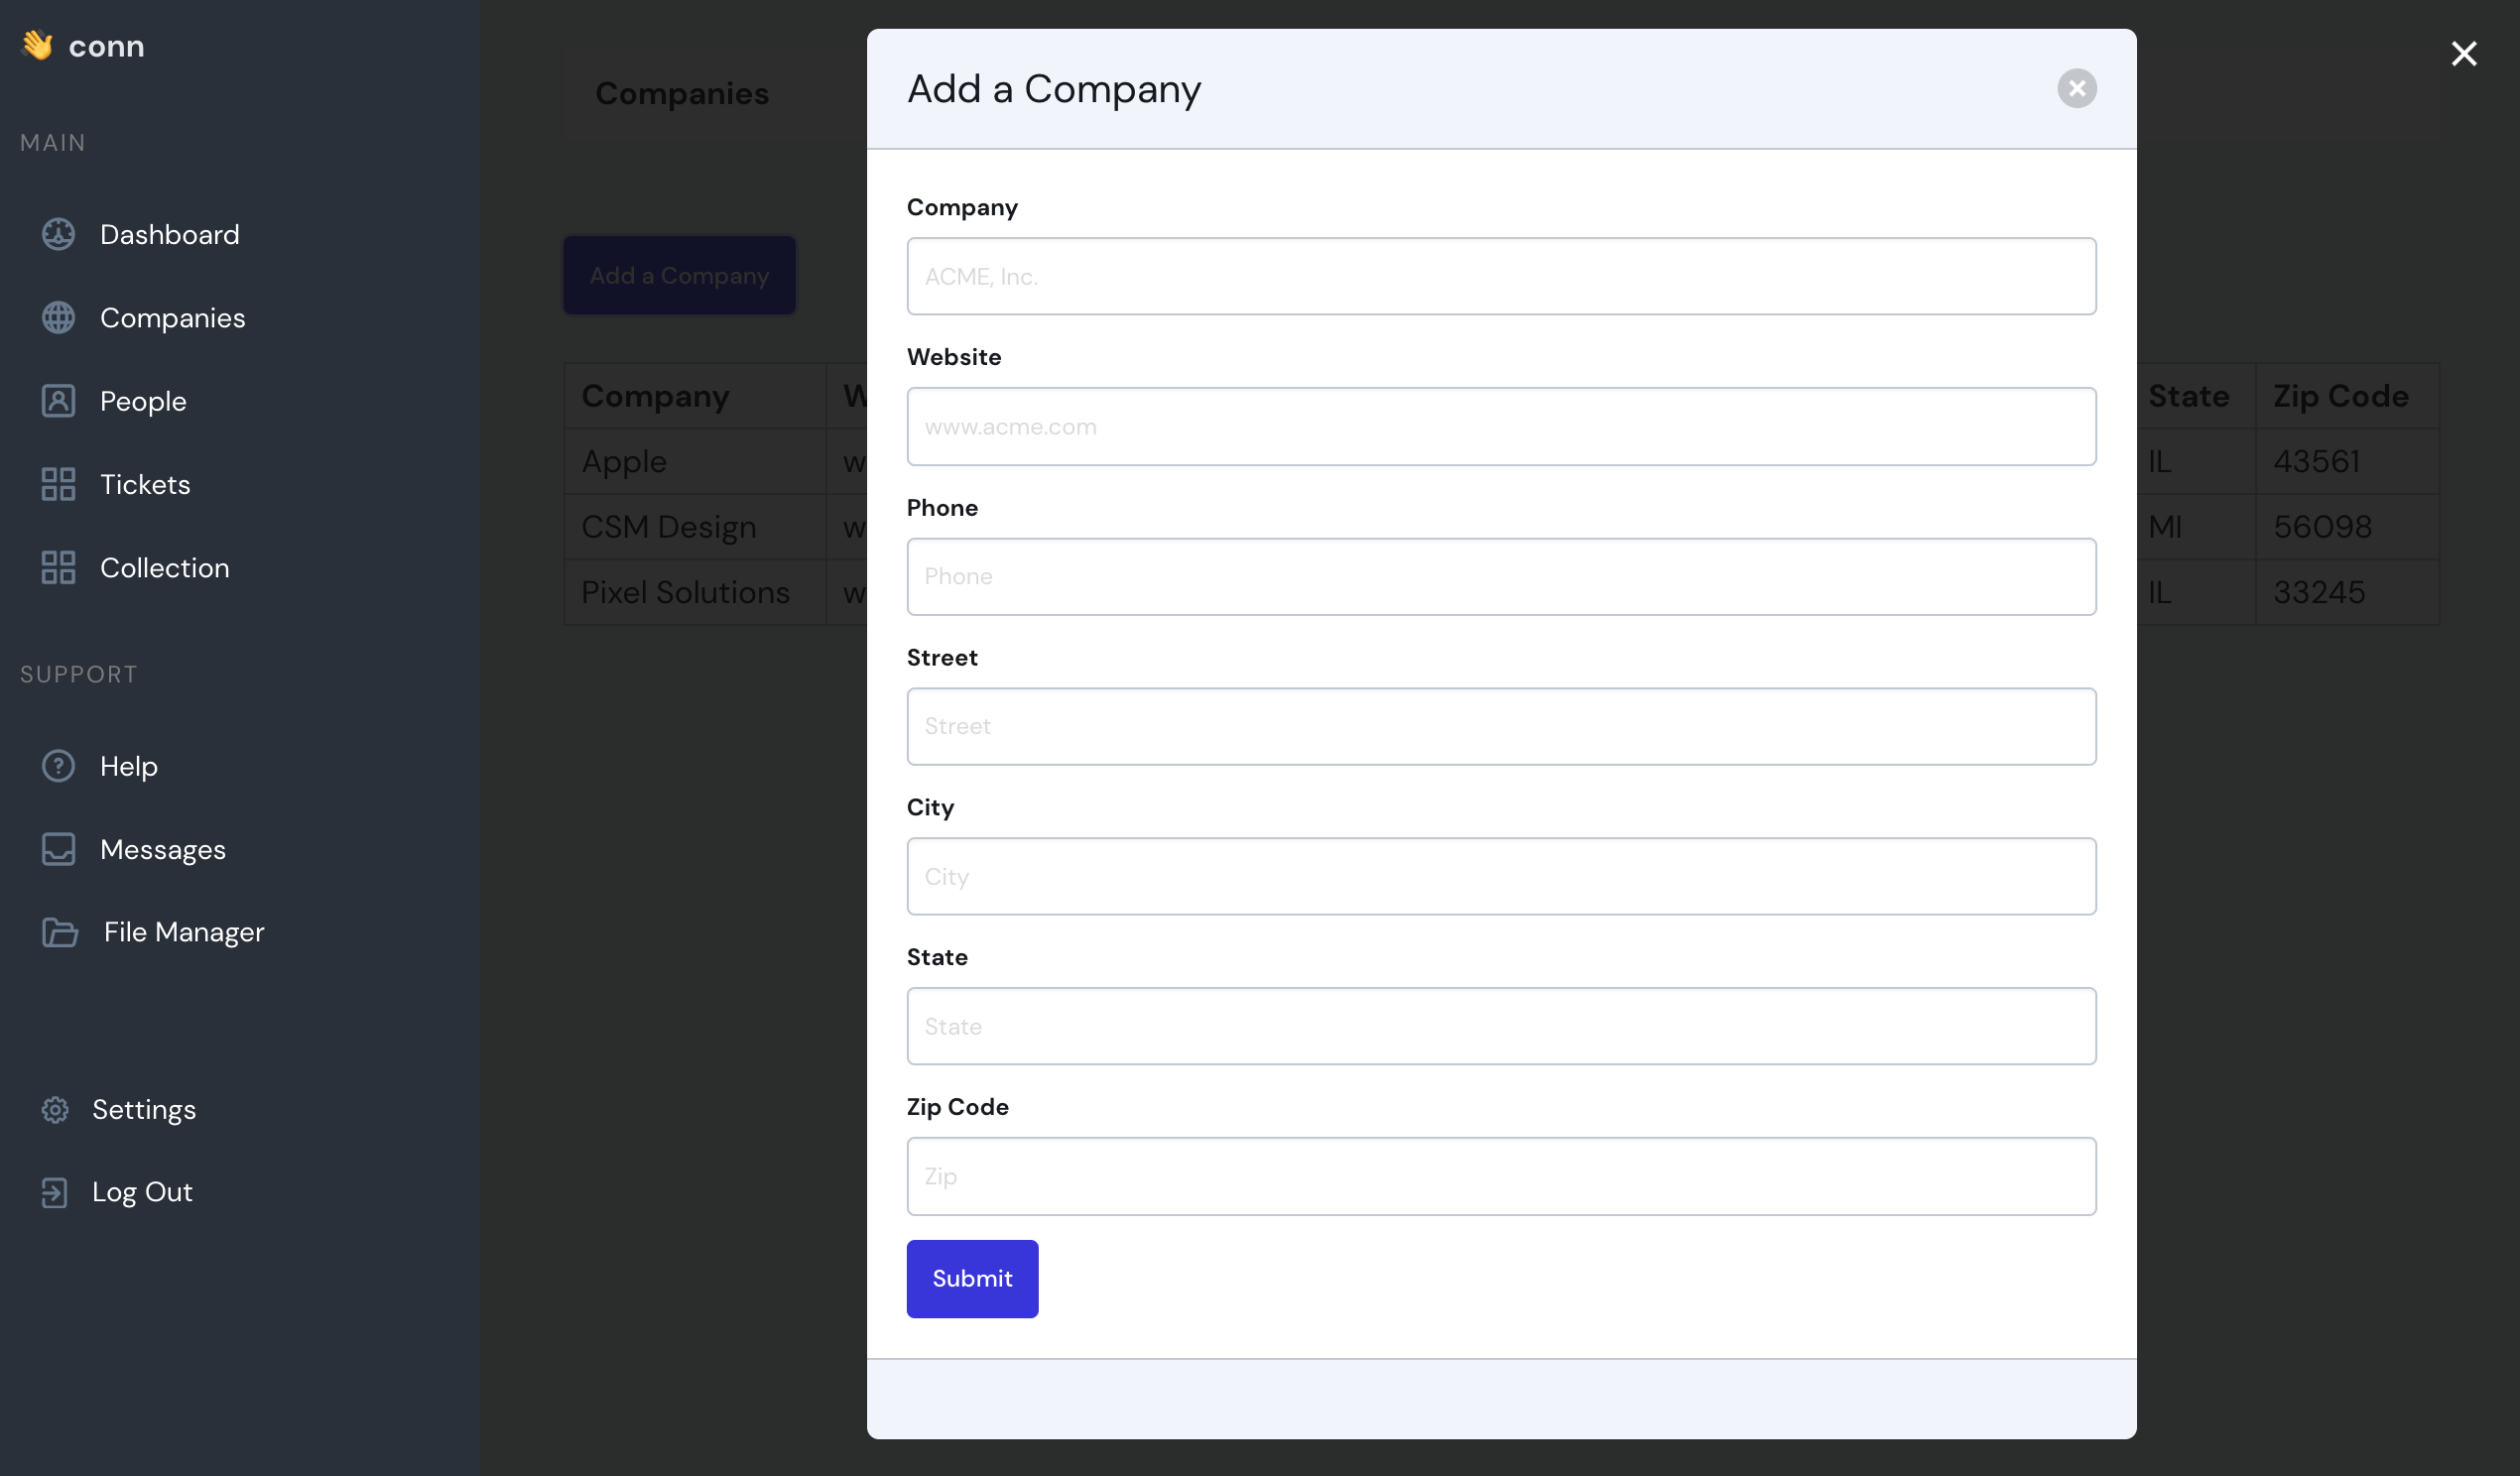 conn
MAIN
Dashboard
Companies
People
Tickets
Collection
SUPPORT
Help
Messages
File Manager
Settings
Log Out
Companies
Add a Company
Company W State Zip Code
Apple w IL 43561
CSM Design w MI 56098
Pixel Solutions w IL 33245
Add a Company
Company
ACME, Inc.
Website
www.acme.com
Phone
Phone
Street
Street
City
City
State
State
Zip Code
Zip
Submit